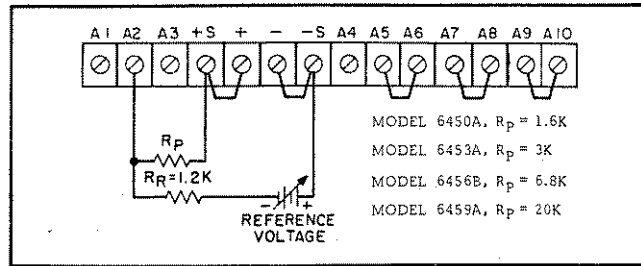 A1 A2 A3 +S + - -S A4 A5 A6 A7 A8 A9 A10
RP
RR=1.2K
- +
REFERENCE
VOLTAGE
MODEL 6450A, RP = 1.6K
MODEL 6453A, RP = 3K
MODEL 6456B, RP = 6.8K
MODEL 6459A, RP = 20K